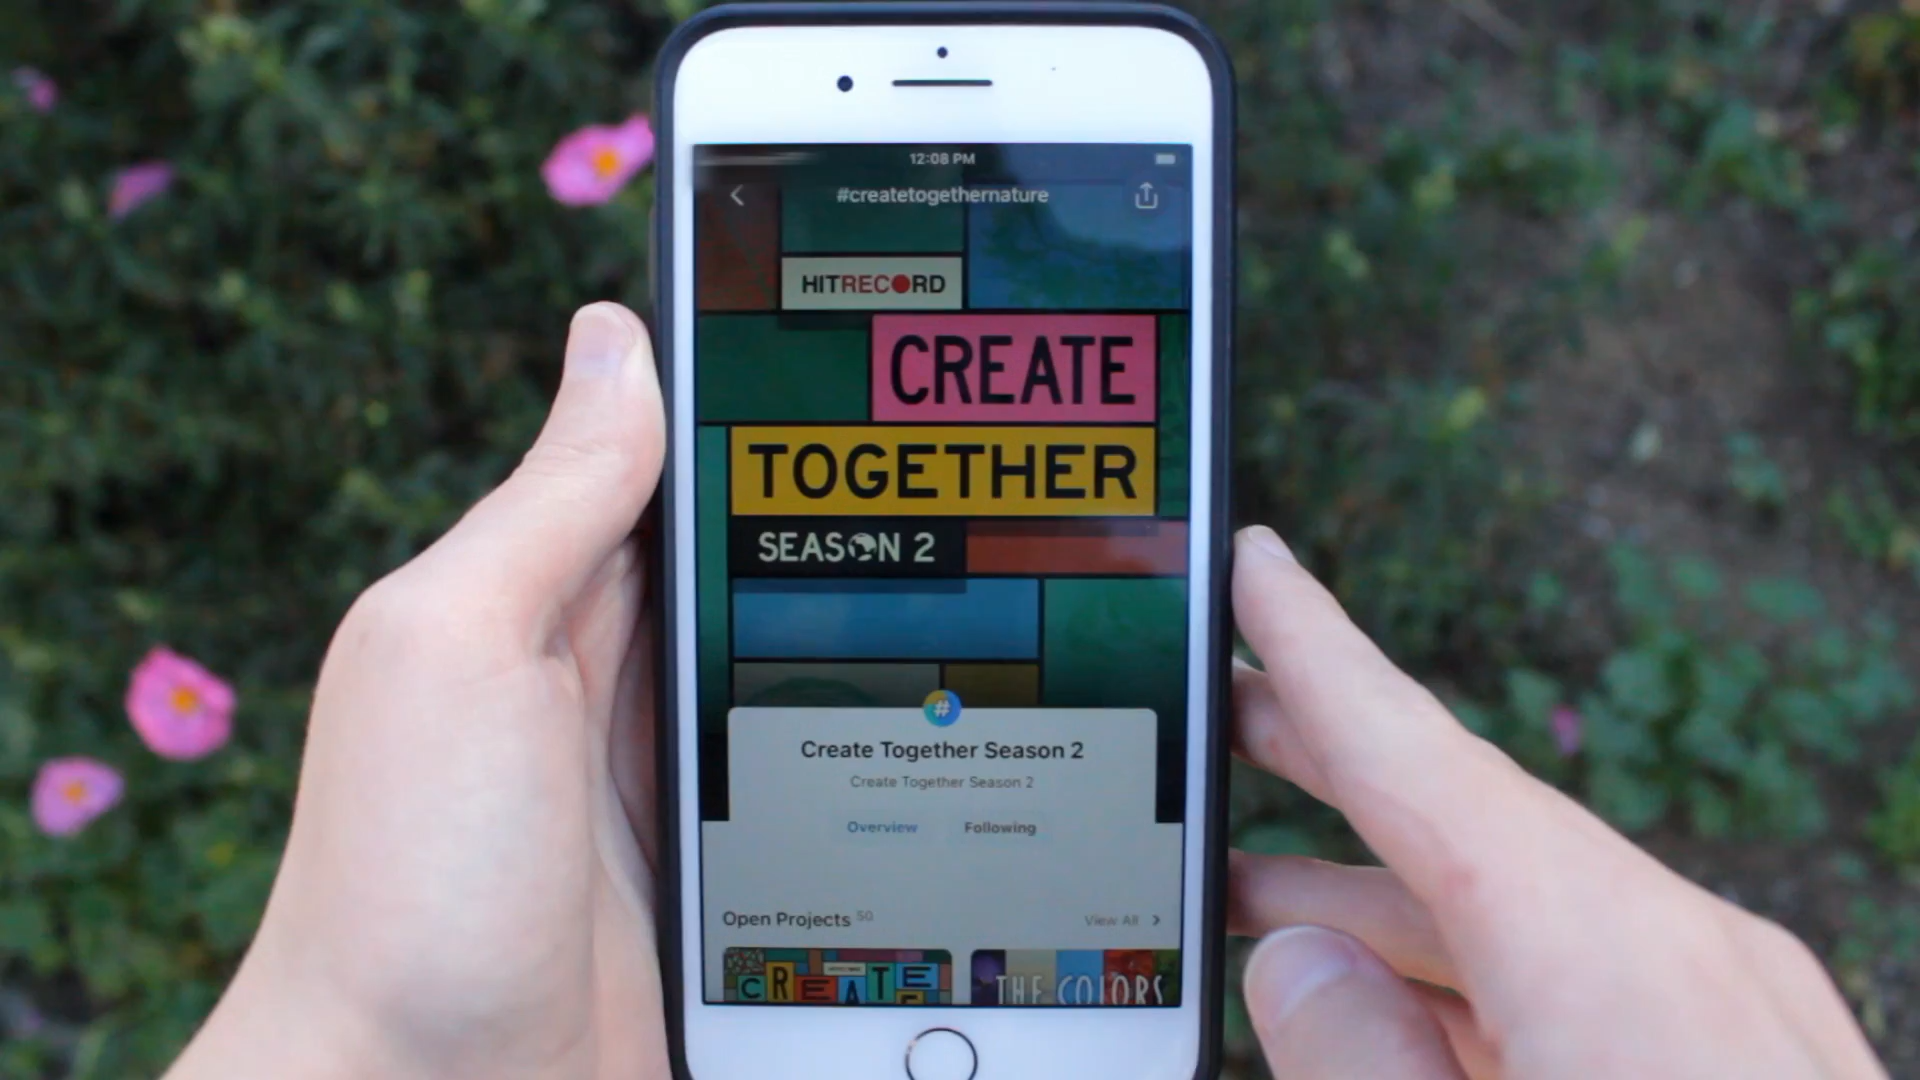 12:08 PM
#createtogethernature
HITRECORD
CREATE
TOGETHER
SEASON 2
#
Create Together Season 2
Create Together Season 2
Overview Following
Open Projects 50 View All
CREATE THE COLORS